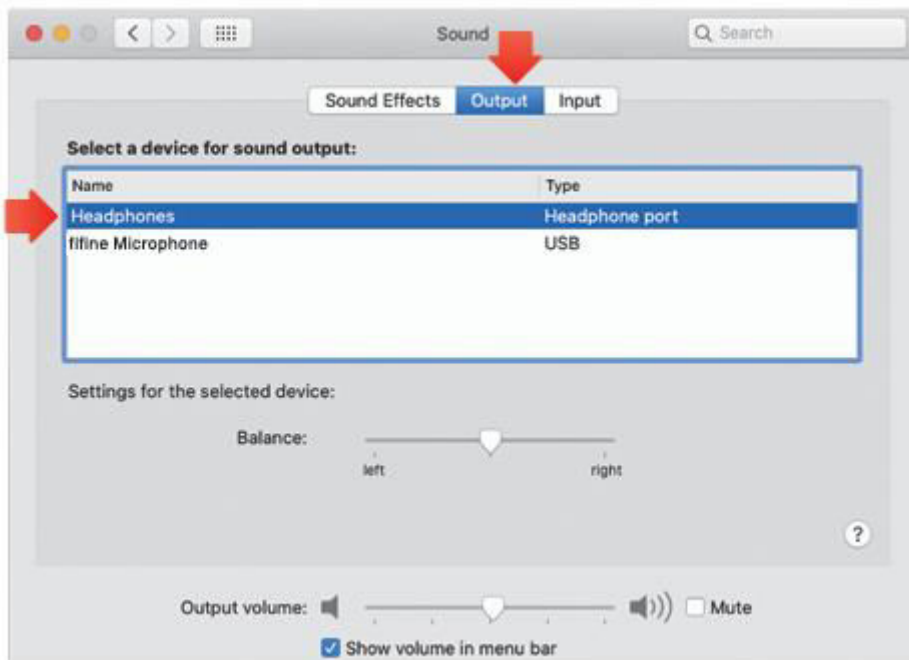 Sound
Search
Sound Effects Output Input
Select a device for sound output:
Name Type
Headphones Headphone port
fifine Microphone USB
Settings for the selected device:
Balance:
left right
?
Output volume: Mute
Show volume in menu bar